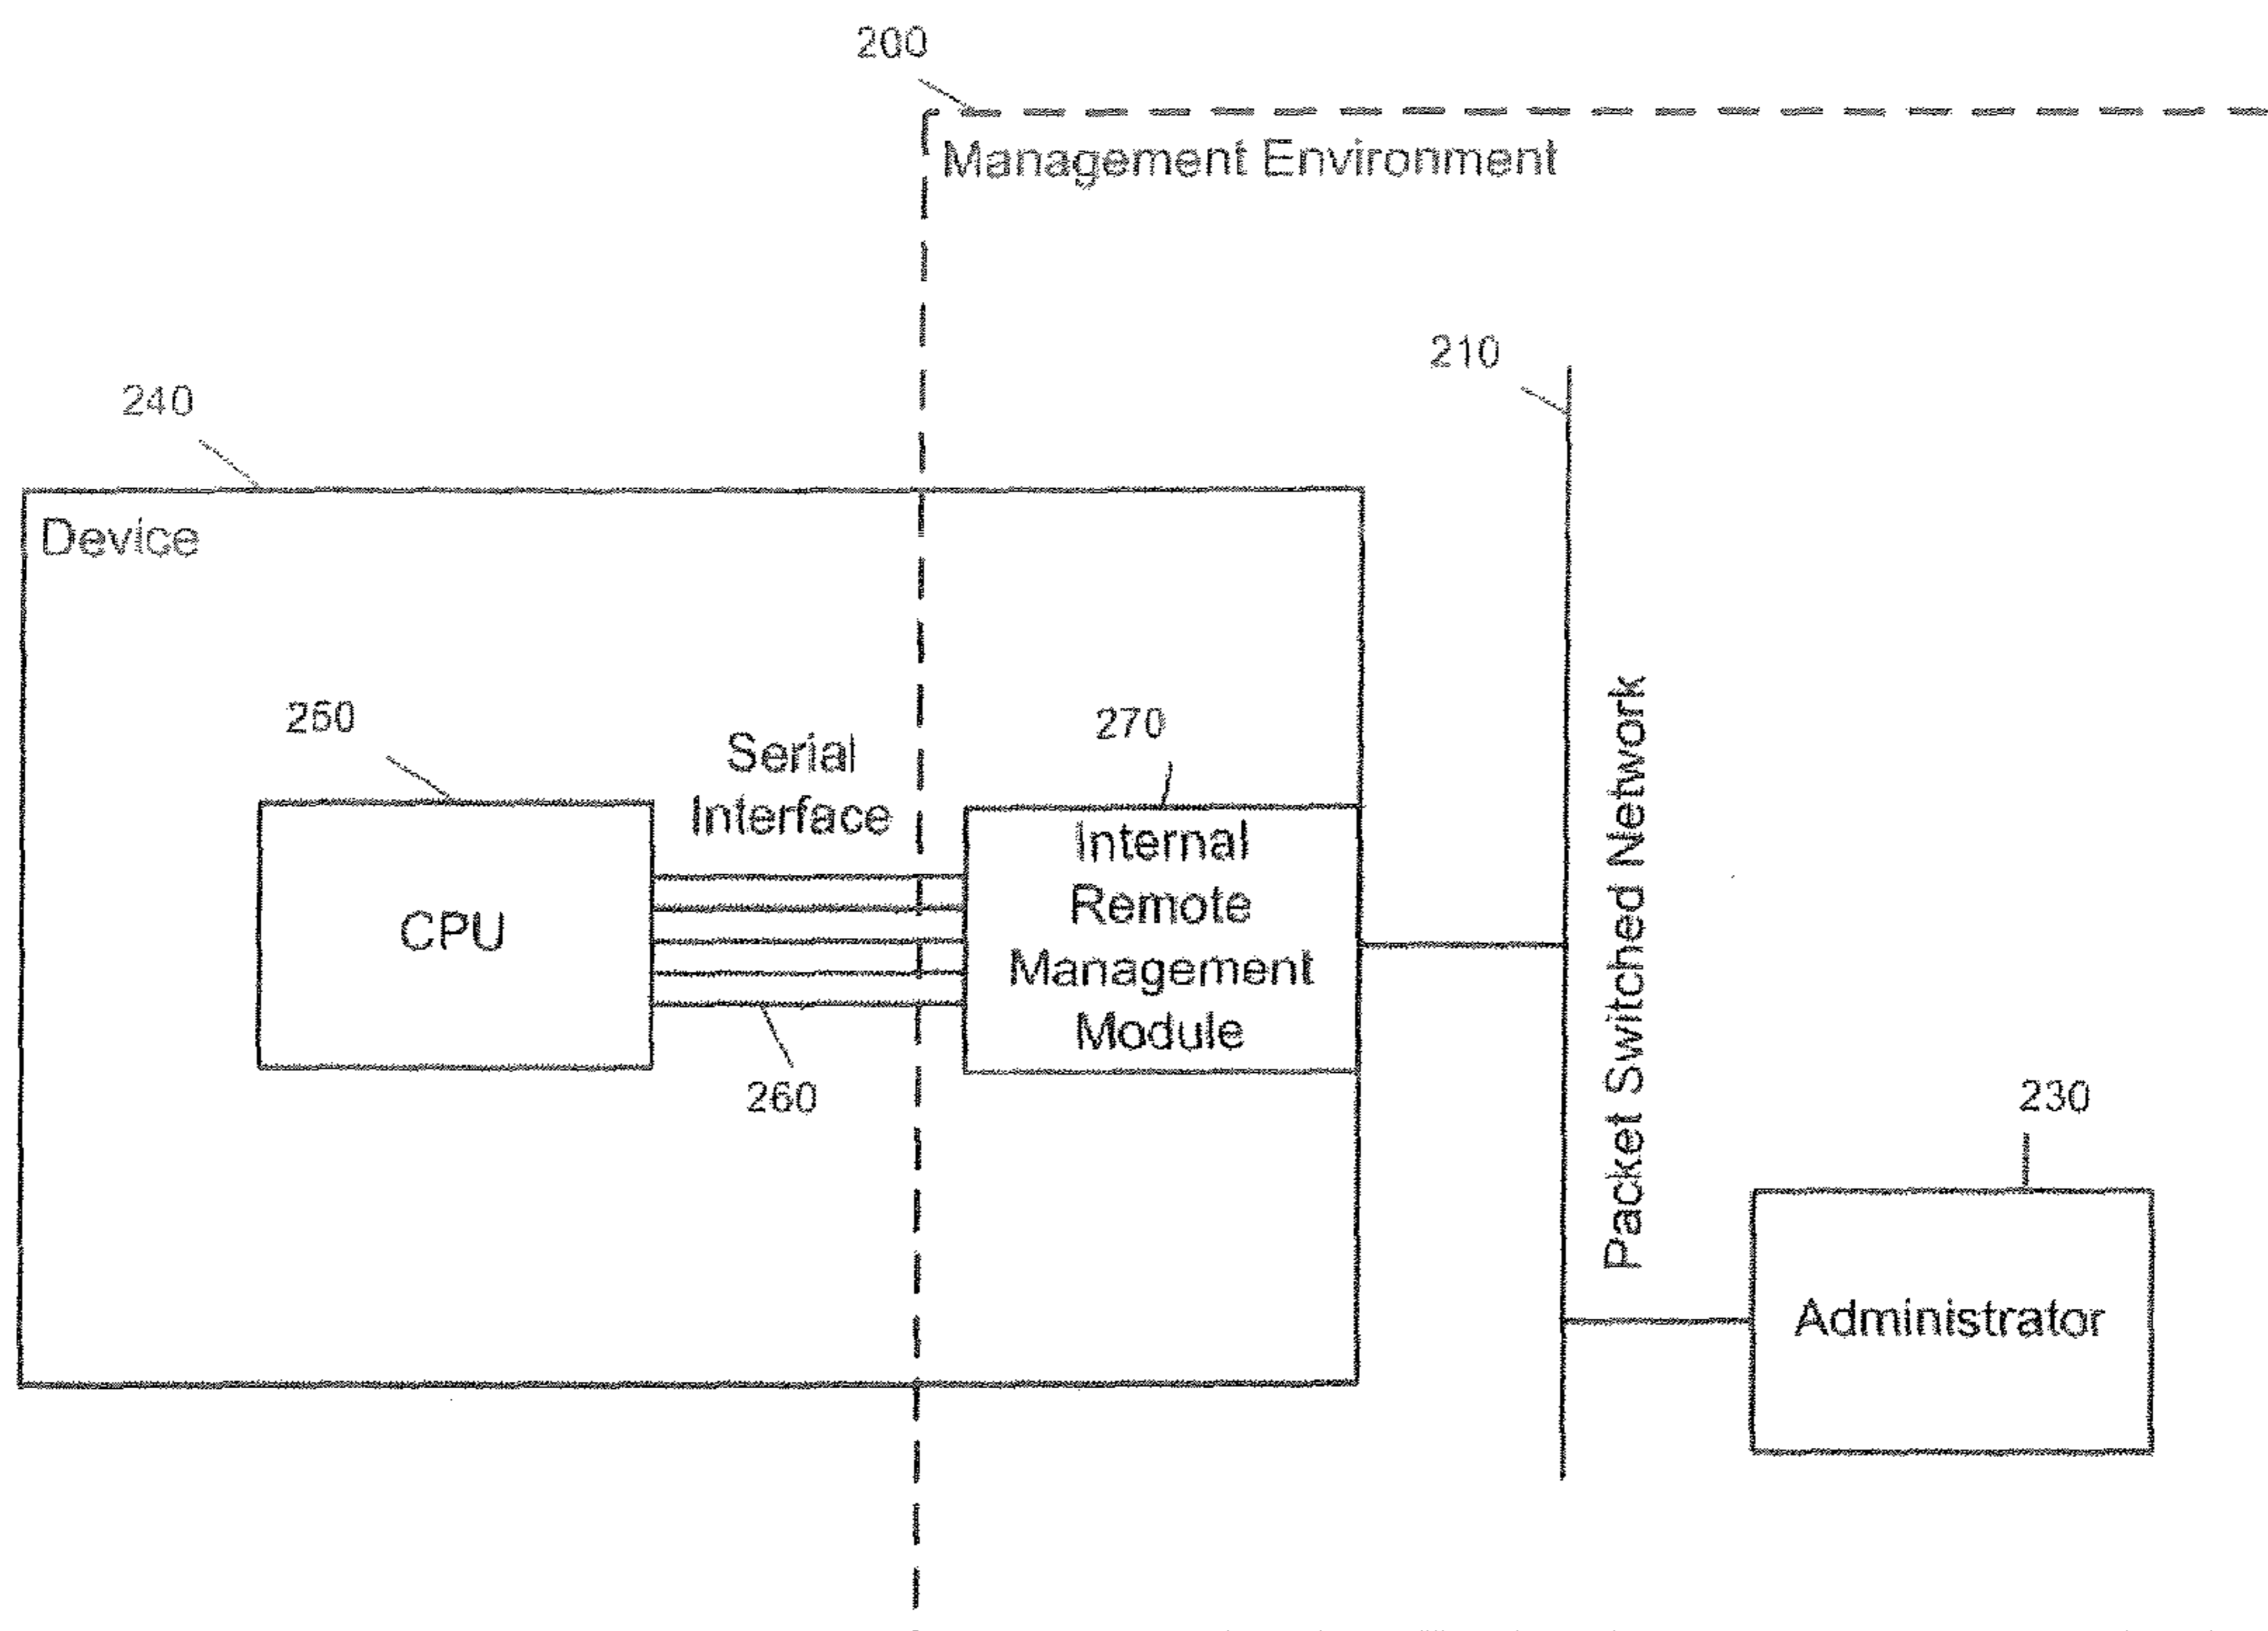 200
Management Environment
210
240
Device
250
Serial
Interface
270
CPU
Internal
Remote
Management
Module
260
Packet Switched Network
230
Administrator